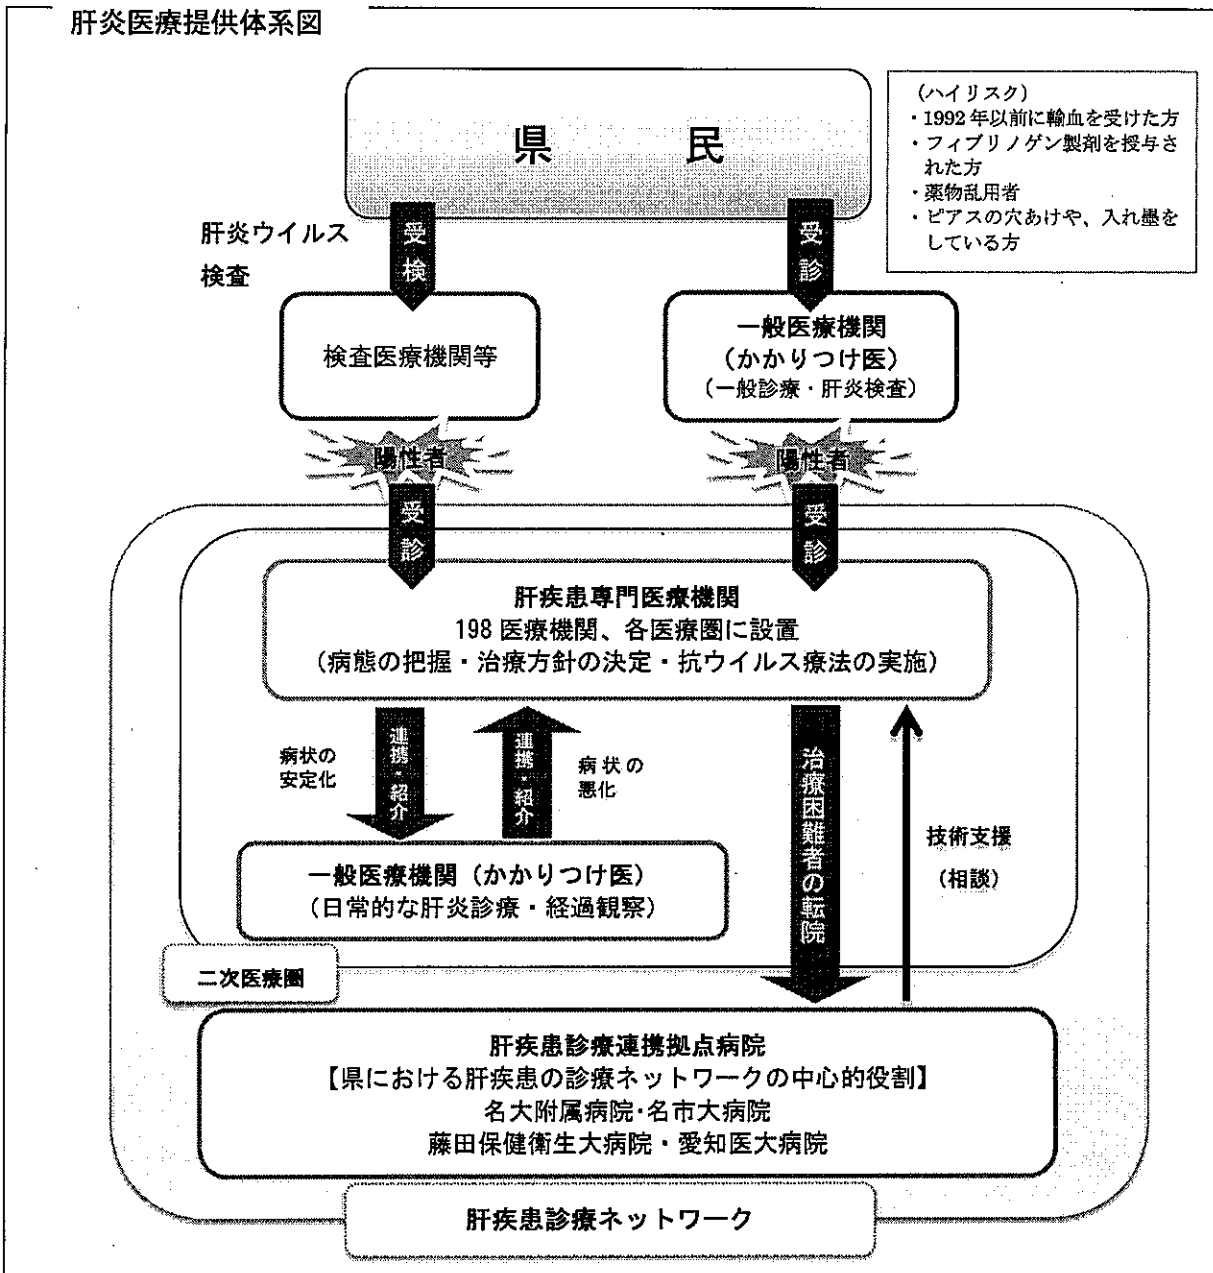 肝炎医療提供体系図
県　民
（ハイリスク）
・1992年以前に輸血を受けた方
・フィブリノゲン製剤を授与さ
れた方
・薬物乱用者
・ピアスの穴あけや、入れ墨を
している方
肝炎ウイルス
検査
受検
受診
検査医療機関等
一般医療機関
（かかりつけ医）
（一般診療・肝炎検査）
陽性者
陽性者
受診
受診
肝疾患専門医療機関
198 医療機関、各医療圏に設置
（病態の把握・治療方針の決定・抗ウイルス療法の実施）
病状の
安定化
連携・紹介
連携・紹介
病状の
悪化
治療困難者の転院
技術支援
（相談）
一般医療機関（かかりつけ医）
（日常的な肝炎診療・経過観察）
二次医療圏
肝疾患診療連携拠点病院
【県における肝疾患の診療ネットワークの中心的役割】
名大附属病院・名市大病院
藤田保健衛生大病院・愛知医大病院
肝疾患診療ネットワーク